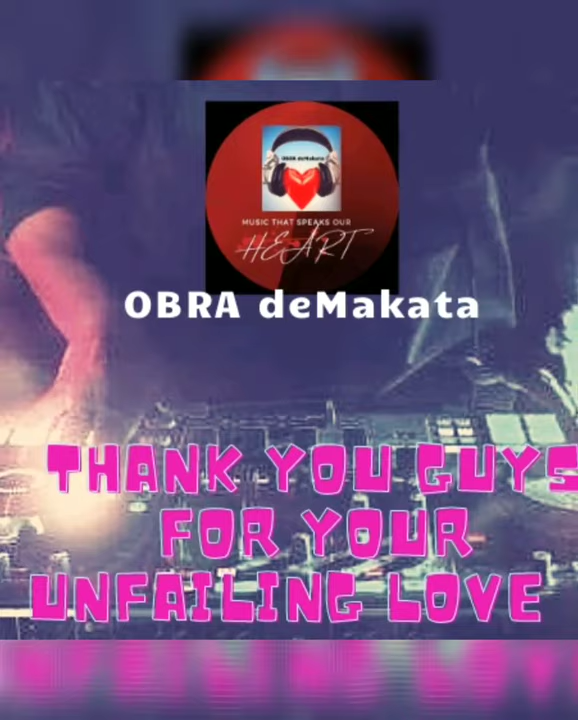 OBRA deMakata
MUSIC THAT SPEAKS OUR
HEART
OBRA deMakata
THANK YOU GUYS
FOR YOUR
UNFAILING LOVE